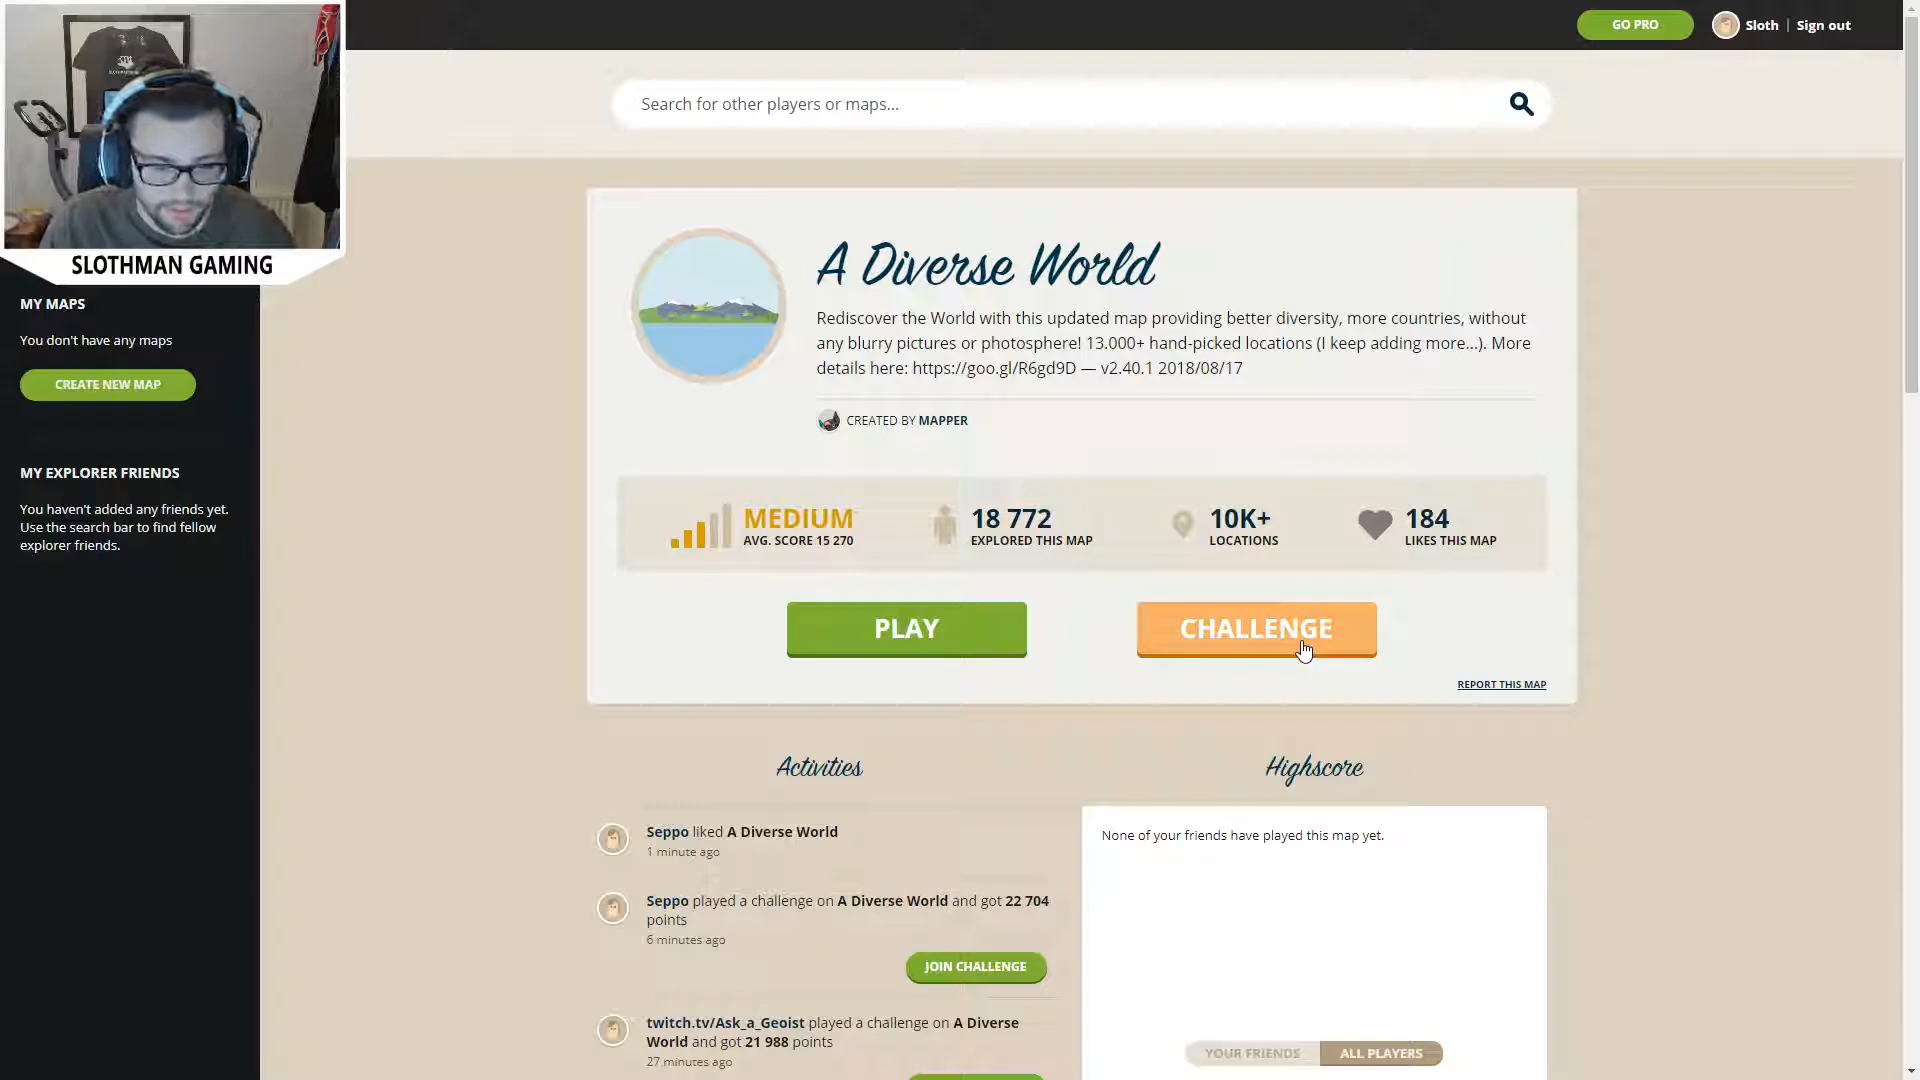 GO PRO
Sloth | Sign out
Search for other players or maps...
SLOTHMAN GAMING
MY MAPS
You don't have any maps
CREATE NEW MAP
MY EXPLORER FRIENDS
You haven't added any friends yet.
Use the search bar to find fellow
explorer friends.
A Diverse World
Rediscover the World with this updated map providing better diversity, more countries, without
any blurry pictures or photosphere! 13.000+ hand-picked locations (I keep adding more...). More
details here: https://goo.gl/R6gd9D — v2.40.1 2018/08/17
CREATED BY MAPPER
MEDIUM
AVG. SCORE 15 270
18 772
EXPLORED THIS MAP
10K+
LOCATIONS
184
LIKES THIS MAP
PLAY
CHALLENGE
REPORT THIS MAP
Activities
Seppo liked A Diverse World
1 minute ago
Seppo played a challenge on A Diverse World and got 22 704
points
6 minutes ago
JOIN CHALLENGE
twitch.tv/Ask_a_Geoist played a challenge on A Diverse
World and got 21 988 points
27 minutes ago
Highscore
None of your friends have played this map yet.
YOUR FRIENDS
ALL PLAYERS